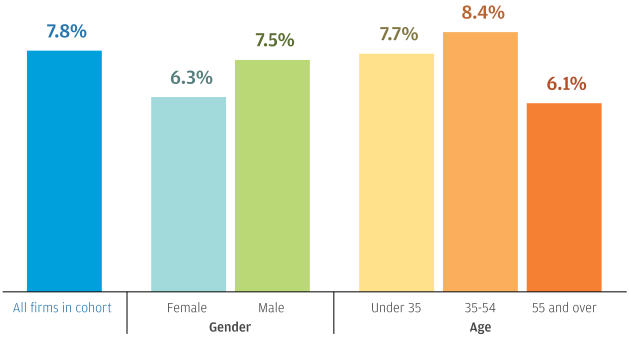 7.8%
6.3%
7.5%
7.7%
8.4%
6.1%
All firms in cohort
Female
Male
Under 35
35-54
55 and over
Gender
Age